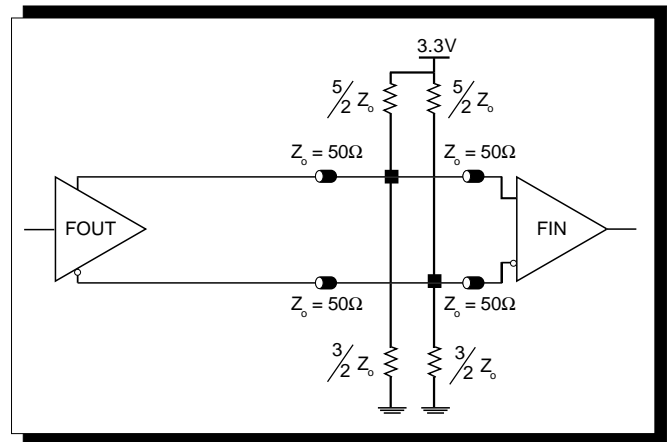 3.3V
5/2 Zo
5/2 Zo
Zo = 50Ω
Zo = 50Ω
FOUT
FIN
Zo = 50Ω
Zo = 50Ω
3/2 Zo
3/2 Zo